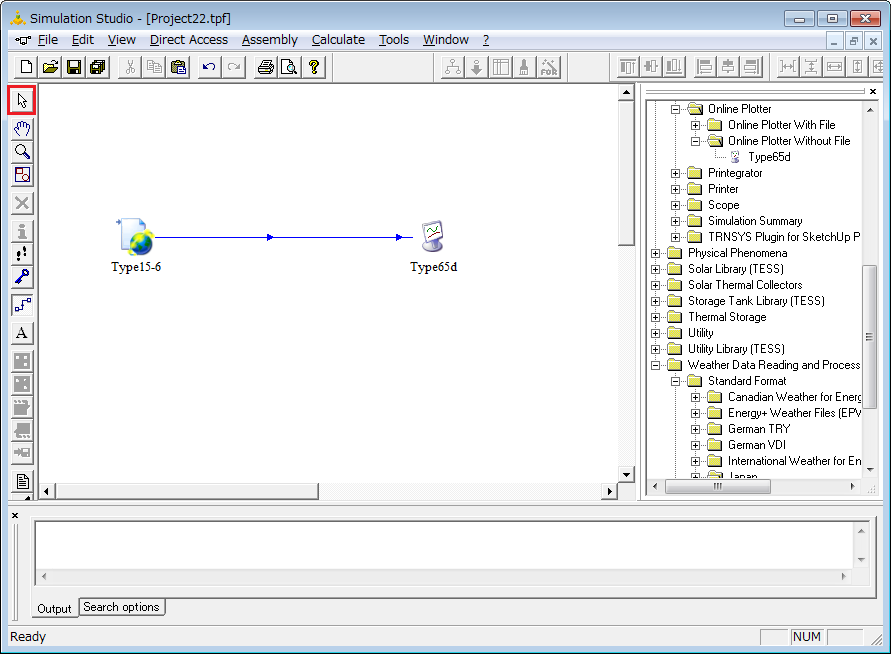 Simulation Studio - [Project22.tpf]
File Edit View Direct Access Assembly Calculate Tools Window ?
FOR
A
Type15-6
Type65d
Online Plotter
Online Plotter With File
Online Plotter Without File
Type65d
Printegrator
Printer
Scope
Simulation Summary
TRNSYS Plugin for SketchUp P
Physical Phenomena
Solar Library (TESS)
Solar Thermal Collectors
Storage Tank Library (TESS)
Thermal Storage
Utility
Utility Library (TESS)
Weather Data Reading and Process
Standard Format
Canadian Weather for Energ
Energy+ Weather Files (EPW
German TRY
German VDI
International Weather for En
Japan
Output
Search options
Ready
NUM